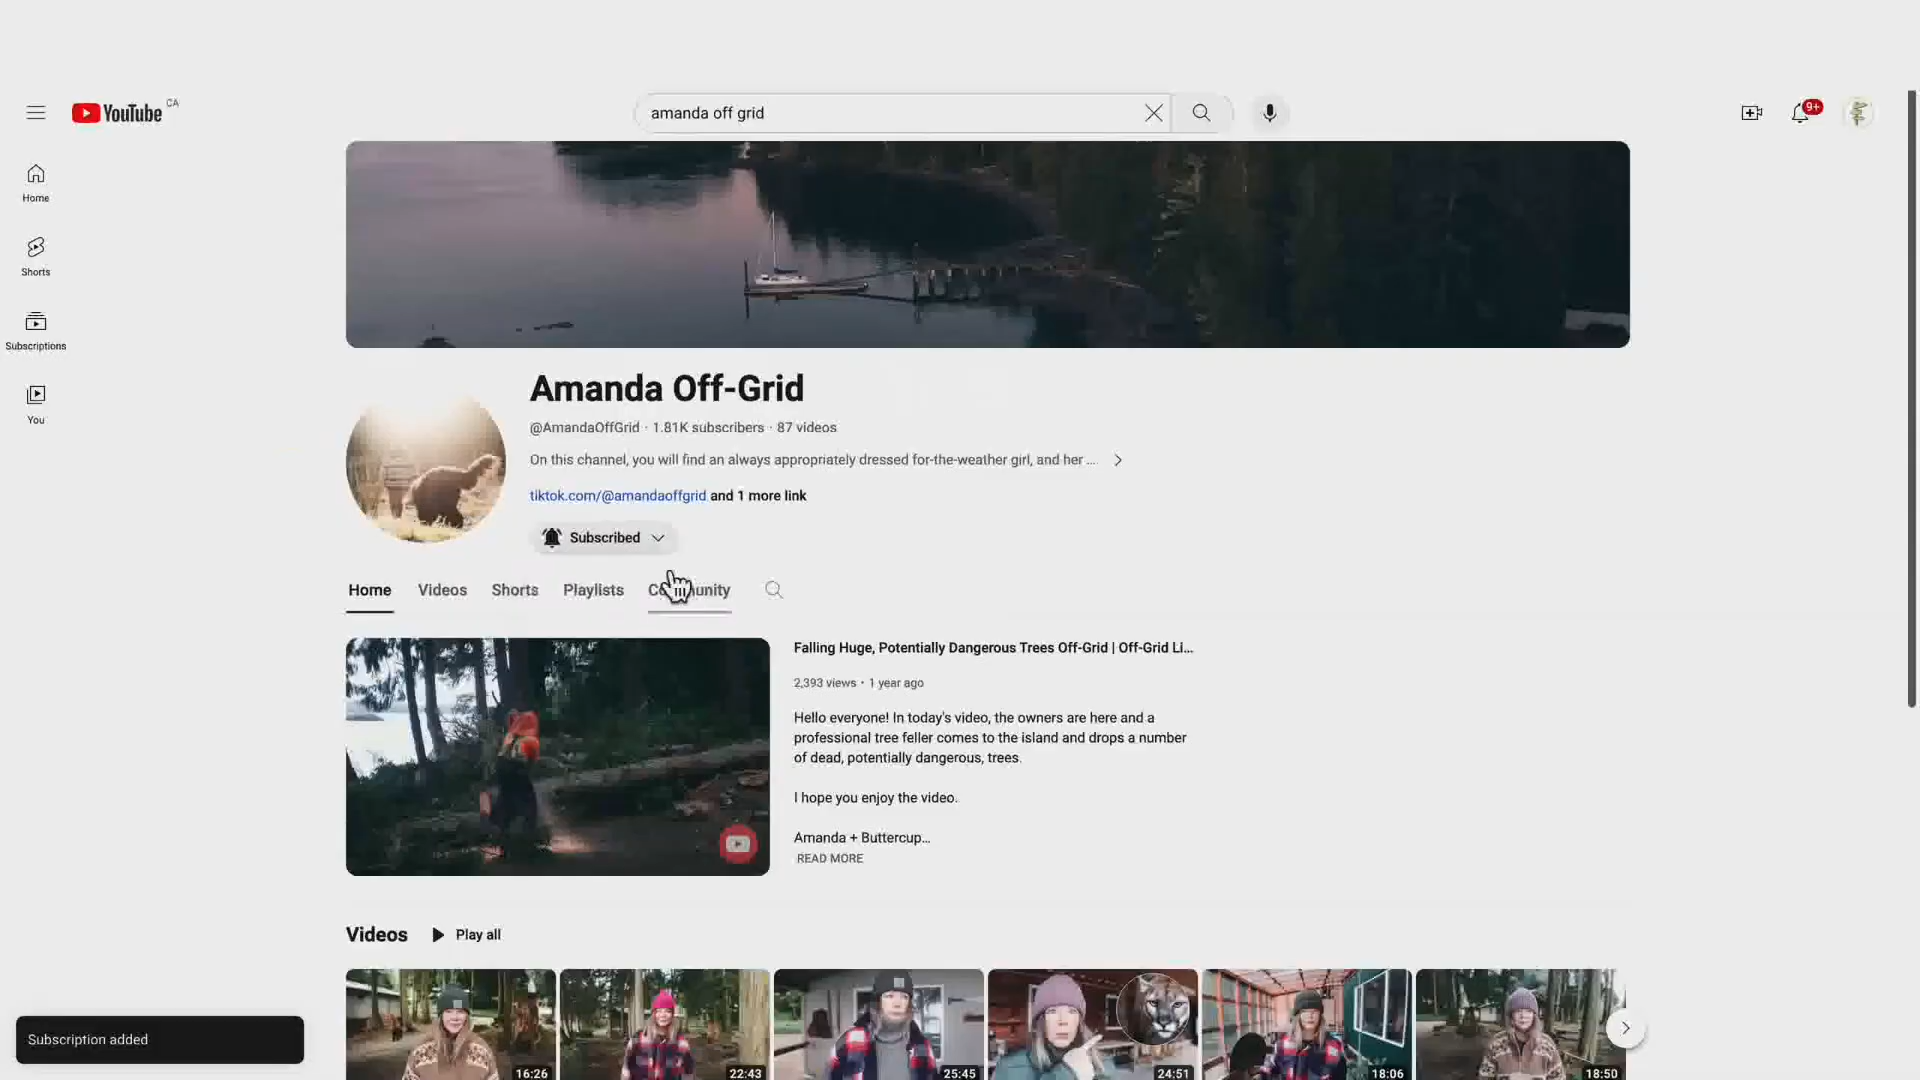 YouTube CA
amanda off grid
9+
Home
Shorts
Subscriptions
You
Amanda Off-Grid
@AmandaOffGrid · 1.81K subscribers · 87 videos
On this channel, you will find an always appropriately dressed for-the-weather girl, and her ...
tiktok.com/@amandaoffgrid and 1 more link
Subscribed
Home Videos Shorts Playlists
Falling Huge, Potentially Dangerous Trees Off-Grid | Off-Grid Li...
2,393 views • 1 year ago
Hello everyone! In today's video, the owners are here and a
professional tree feller comes to the island and drops a number
of dead, potentially dangerous, trees.
I hope you enjoy the video.
Amanda + Buttercup...
READ MORE
Videos Play all
16:26 22:43 25:45 24:51 18:06 18:50
Subscription added